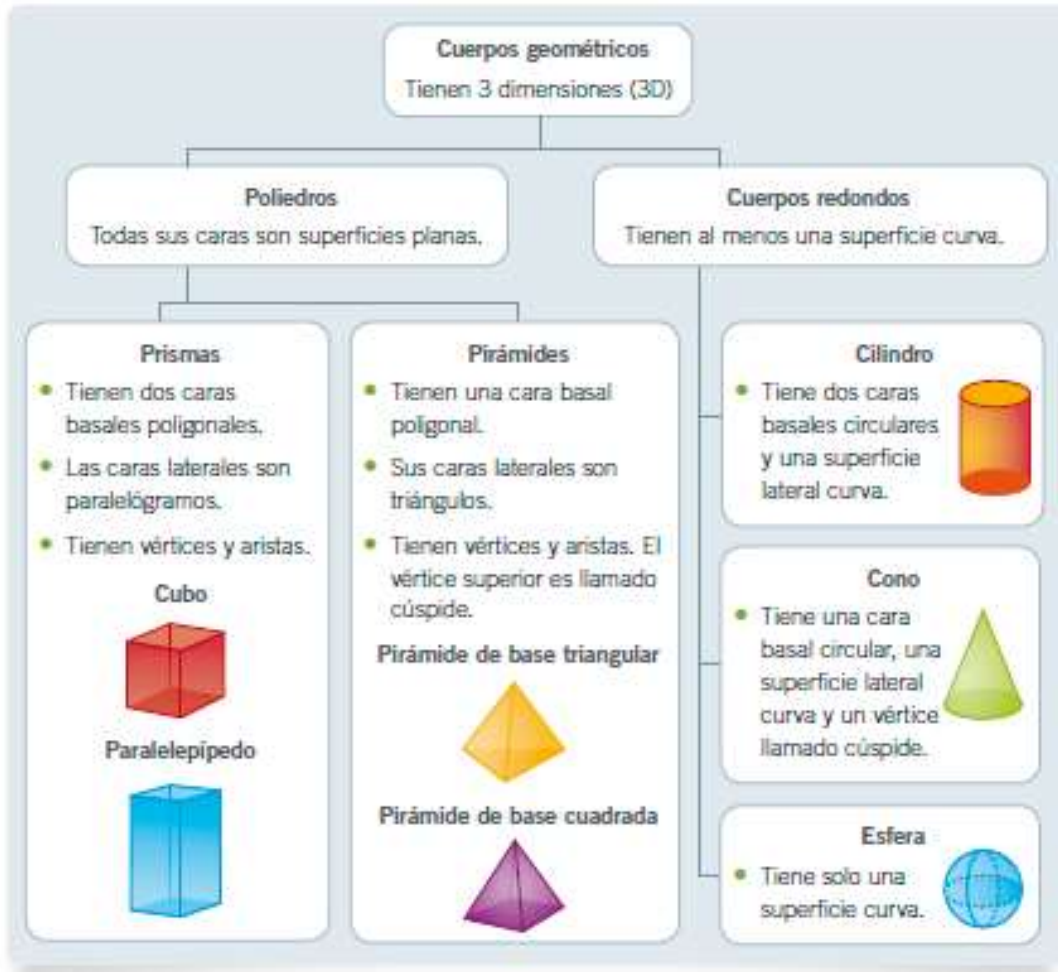 Cuerpos geométricos
Tienen 3 dimensiones (3D)
Poliedros
Todas sus caras son superficies planas.
Cuerpos redondos
Tienen al menos una superficie curva.
Prismas
• Tienen dos caras
basales poligonales.
• Las caras laterales son
paralelógramos.
• Tienen vértices y aristas.
Cubo
Paralelepípedo
Pirámides
• Tienen una cara basal
poligonal.
• Sus caras laterales son
triángulos.
• Tienen vértices y aristas. El
vértice superior es llamado
cúspide.
Pirámide de base triangular
Pirámide de base cuadrada
Cilindro
• Tiene dos caras
basales circulares
y una superficie
lateral curva.
Cono
• Tiene una cara
basal circular, una
superficie lateral
curva y un vértice
llamado cúspide.
Esfera
• Tiene solo una
superficie curva.